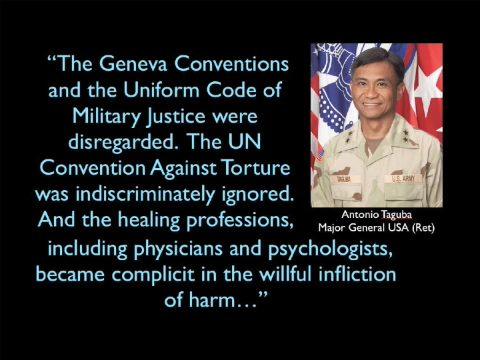 “The Geneva Conventions
and the Uniform Code of
Military Justice were
disregarded. The UN
Convention Against Torture
was indiscriminately ignored.
And the healing professions,
including physicians and psychologists,
became complicit in the willful infliction
of harm…”
TAGUBA
U.S. ARMY
Antonio Taguba
Major General USA (Ret)